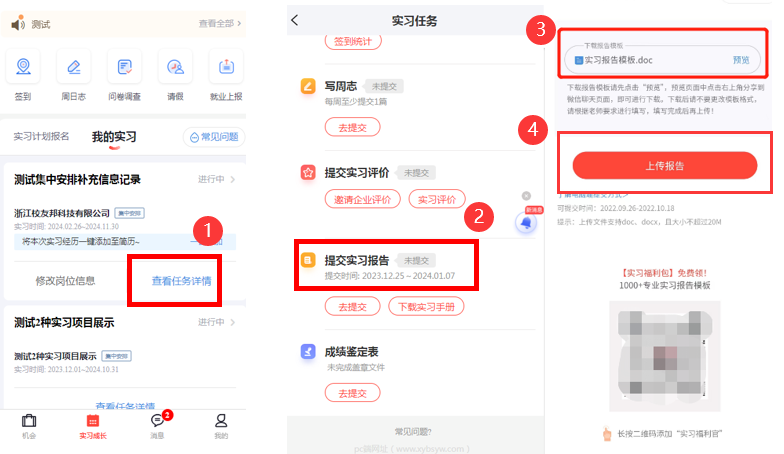 测试
查看全部 >
签到
周日志
问卷调查
请假
就业上报
实习计划报名
我的实习
常见问题
测试集中安排补充信息记录
进行中 >
浙江校友邦科技有限公司
集中安排
实习时间: 2024.02.26~2024.11.30
将本次实习经历一键添加至简历~
1
修改岗位信息
查看任务详情
测试2种实习项目展示
进行中 >
测试2种实习项目展示
集中安排
实习时间: 2023.12.01~2024.10.31
查看任务详情
机会
实习成长
消息
2
我的
实习任务
签到统计
写周志
未提交
每周至少提交1篇
去提交
提交实习评价
未提交
邀请企业评价
实习评价
2
新消息
提交实习报告
未提交
提交时间: 2023.12.25 ~ 2024.01.07
去提交
下载实习手册
成绩鉴定表
未完成盖章文件
去提交
常见问题?
pc端网址（www.xybsyw.com）
3
下载报告模板
实习报告模板.doc
预览
下载报告模板请先点击“预览”，预览页面中点击右上角分享到
微信聊天页面，即可进行下载。下载后请不要更改模板格式。
请根据老师要求进行填写，填写完成后再上传！
4
上传报告
可提交时间：2022.09.26-2022.10.18
提示：上传文件支持doc、docx，且大小不超过20M
【实习福利包】免费领！
1000+专业实习报告模板
长按二维码添加“实习福利官”